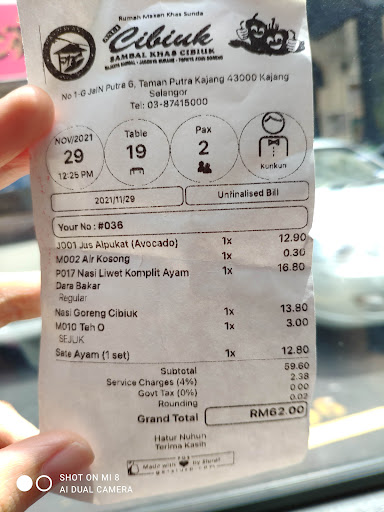 Rumah Makan Khas Sunda
Cibiuk
SAMBAL KHAS CIBIUK
No 1-G Jaln Putra 6, Taman Putra Kajang 43000 Kajang
Selangor
Tel: 03-87415000
NOV/2021
29
12:25 PM
Table
19
Pax
2
Kunkun
2021/11/29
Unfinalised Bill
Your No : #036
J001 Jus Alpukat (Avocado) 1x 12.90
M002 Air Kosong 1x 0.30
P017 Nasi Liwet Komplit Ayam 1x 16.80
Dara Bakar
Regular
Nasi Goreng Cibiuk 1x 13.80
M010 Teh O 1x 3.00
SEJUK
Sate Ayam (1 set) 1x 12.80
Subtotal 59.60
Service Charges (4%) 2.38
Govt Tax (0%) 0.00
Rounding 0.02
Grand Total RM62.00
Hatur Nuhun
Terima Kasih
POS
Made with by Slurp!
SHOT ON MI 8
AI DUAL CAMERA